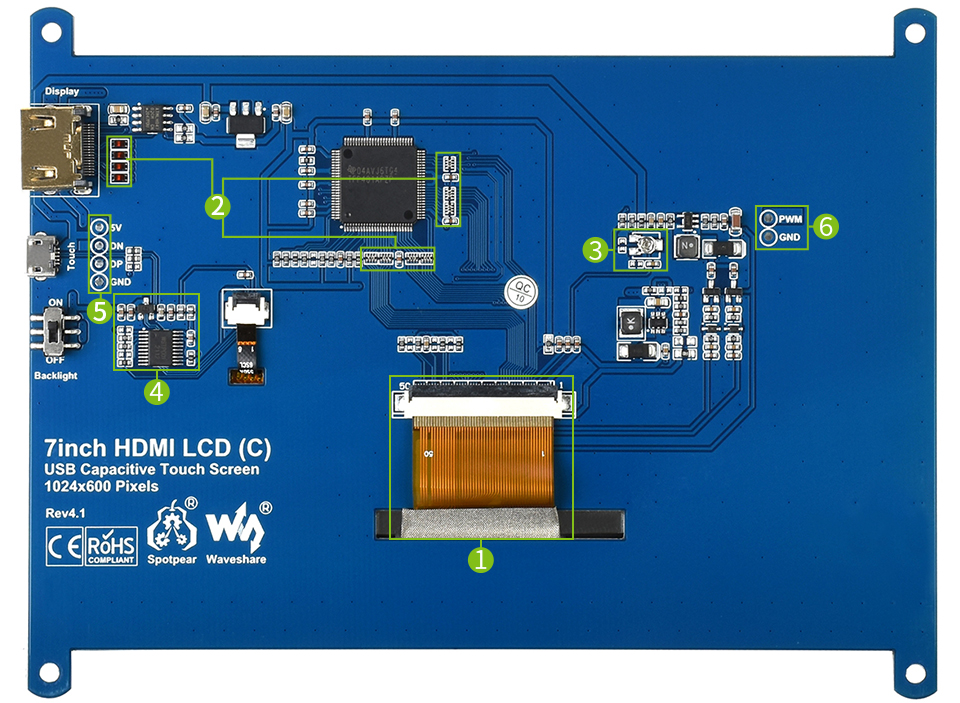 Display
2
5V
DN
DP
GND
Touch
5
ON
OFF
Backlight
4
PWM
GND
6
3
QC
10
50
1
50
1
1
7inch HDMI LCD (C)
USB Capacitive Touch Screen
1024x600 Pixels
Rev4.1
CE
RoHS
COMPLIANT
Spotpear ®
Waveshare ®